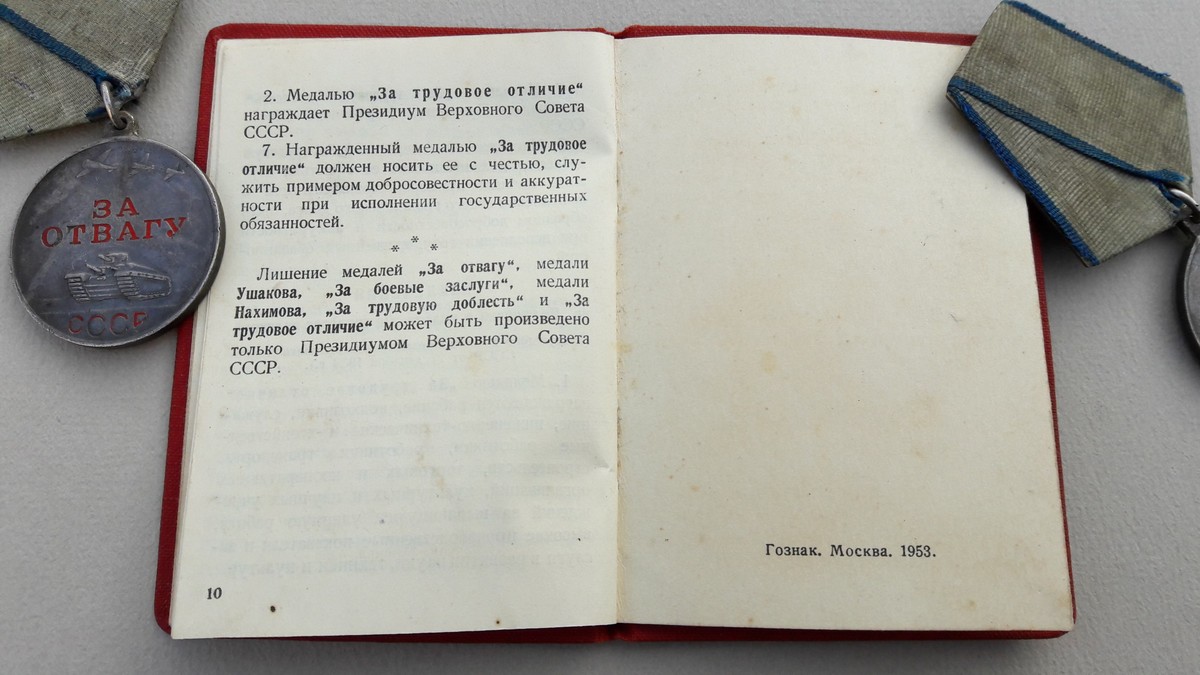 ЗА
ОТВАГУ
СССР
2. Медалью „За трудовое отличие“
награждает Президиум Верховного Совета
СССР.
7. Награжденный медалью „За трудовое
отличие“ должен носить ее с честью, слу-
жить примером добросовестности и аккурат-
ности при исполнении государственных
обязанностей.
* * *
Лишение медалей „За отвагу“, медали
Ушакова, „За боевые заслуги“, медали
Нахимова, „За трудовую доблесть“ и „За
трудовое отличие“ может быть произведено
только Президиумом Верховного Совета
СССР.
10
Гознак. Москва. 1953.